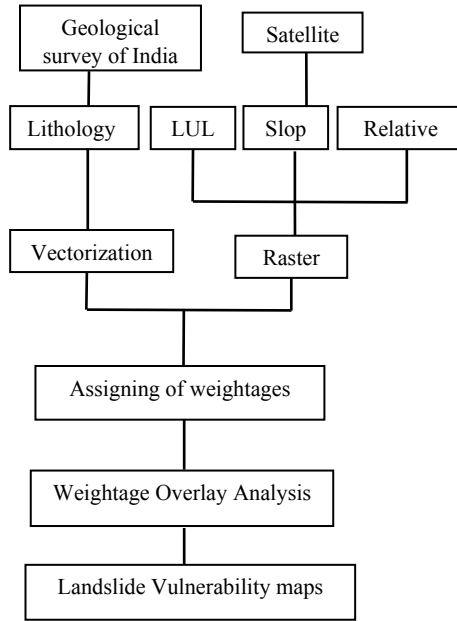 Geological
survey of India
Satellite
Lithology
LUL
Slop
Relative
Vectorization
Raster
Assigning of weightages
Weightage Overlay Analysis
Landslide Vulnerability maps